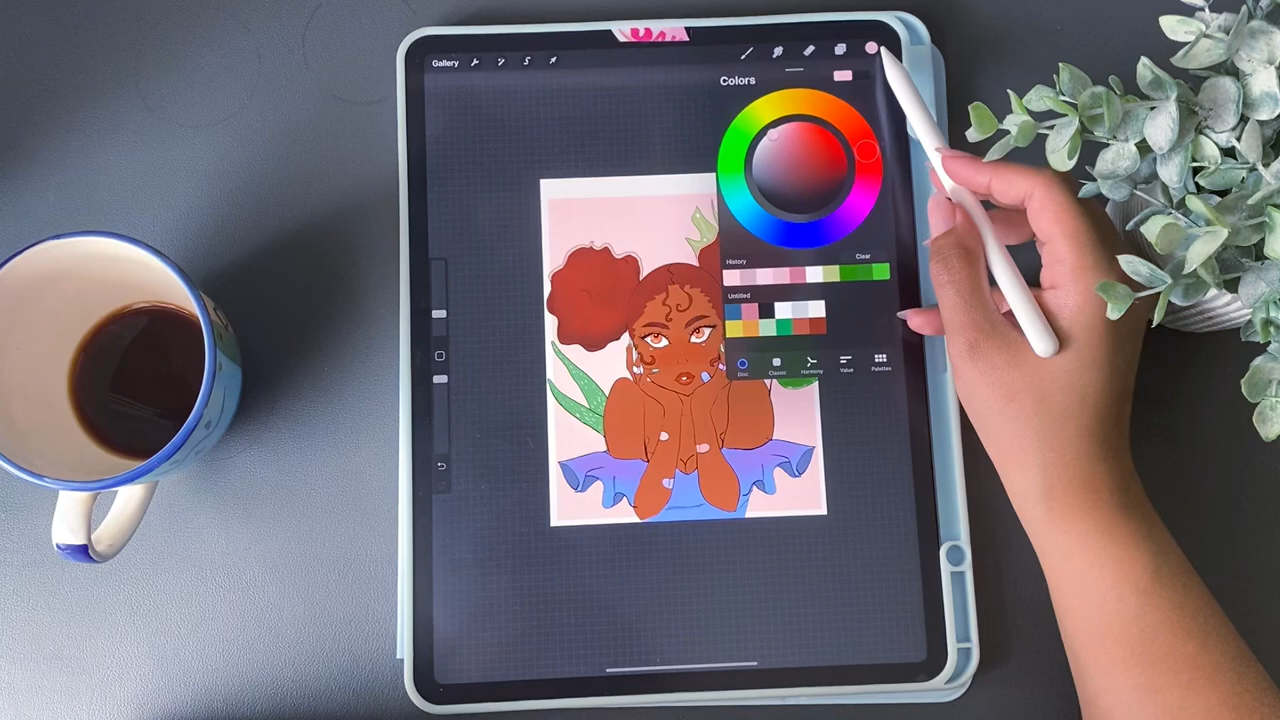 Gallery
Colors
History Clear
Untitled
Disc Classic Harmony Value Palettes